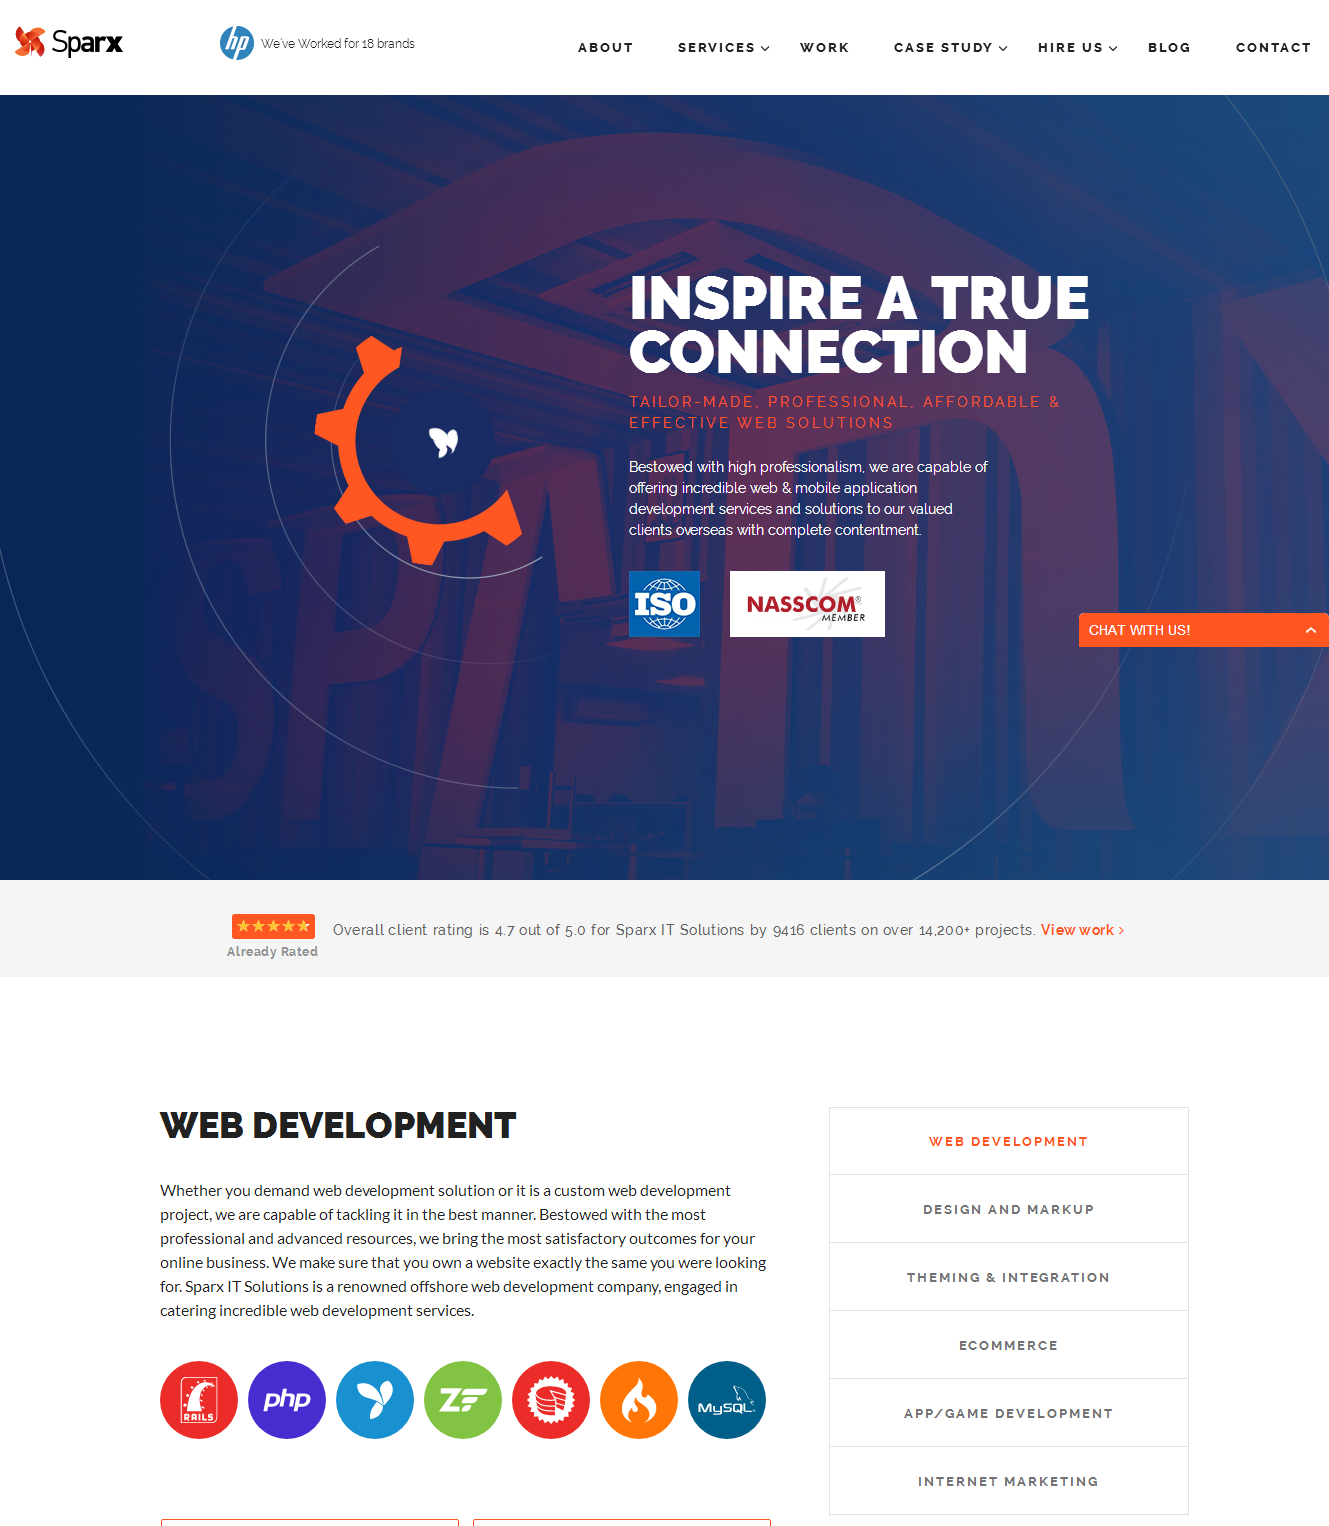 Sparx
hp We've Worked for 18 brands
ABOUT SERVICES WORK CASE STUDY HIRE US BLOG CONTACT
INSPIRE A TRUE
CONNECTION
TAILOR-MADE, PROFESSIONAL, AFFORDABLE &
EFFECTIVE WEB SOLUTIONS
Bestowed with high professionalism, we are capable of
offering incredible web & mobile application
development services and solutions to our valued
clients overseas with complete contentment.
ISO NASSCOM®
MEMBER
CHAT WITH US!
Overall client rating is 4.7 out of 5.0 for Sparx IT Solutions by 9416 clients on over 14,200+ projects. View work >
Already Rated
WEB DEVELOPMENT
Whether you demand web development solution or it is a custom web development
project, we are capable of tackling it in the best manner. Bestowed with the most
professional and advanced resources, we bring the most satisfactory outcomes for your
online business. We make sure that you own a website exactly the same you were looking
for. Sparx IT Solutions is a renowned offshore web development company, engaged in
catering incredible web development services.
RAILS php ZF MySQL
WEB DEVELOPMENT
DESIGN AND MARKUP
THEMING & INTEGRATION
ECOMMERCE
APP/GAME DEVELOPMENT
INTERNET MARKETING